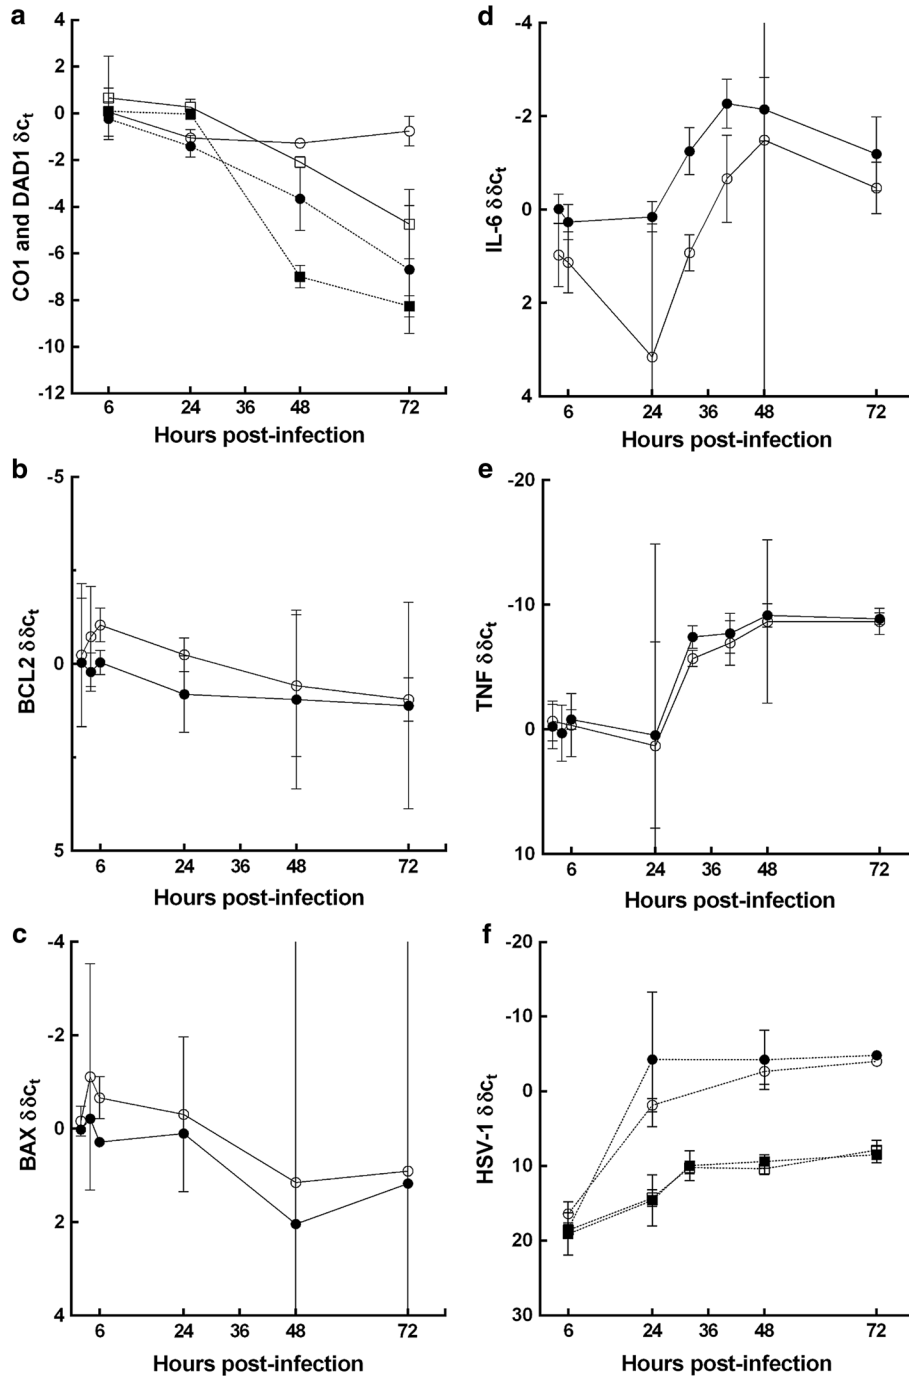 a
4
2
0
-2
-4
-6
-8
-10
-12
CO1 and DAD1 δct
6 24 36 48 72
Hours post-infection
b
-5
0
5
BCL2 δδct
6 24 36 48 72
Hours post-infection
c
-4
-2
0
2
4
BAX δδct
6 24 36 48 72
Hours post-infection
d
-4
-2
0
2
4
IL-6 δδct
6 24 36 48 72
Hours post-infection
e
-20
-10
0
10
TNF δδct
6 24 36 48 72
Hours post-infection
f
-20
-10
0
10
20
30
HSV-1 δδct
6 24 36 48 72
Hours post-infection